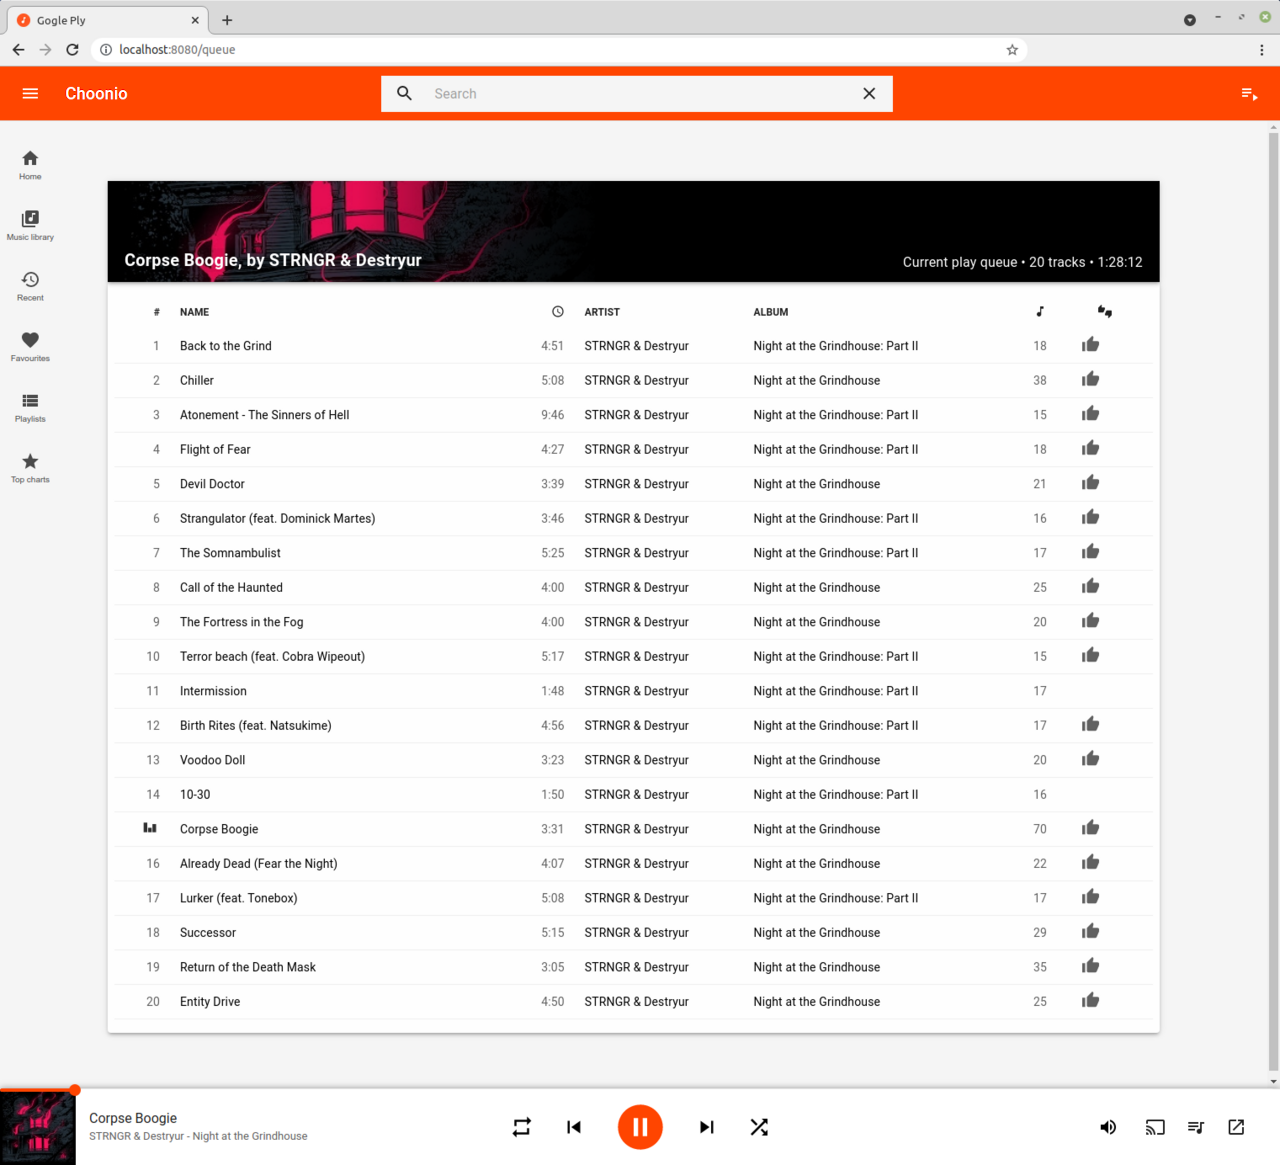 Gogle Ply
localhost:8080/queue
Choonio
Search
Home
Music library
Recent
Favourites
Playlists
Top charts
Corpse Boogie, by STRNGR & Destryur
Current play queue • 20 tracks • 1:28:12
# NAME ARTIST ALBUM
1 Back to the Grind 4:51 STRNGR & Destryur Night at the Grindhouse: Part II 18
2 Chiller 5:08 STRNGR & Destryur Night at the Grindhouse 38
3 Atonement - The Sinners of Hell 9:46 STRNGR & Destryur Night at the Grindhouse: Part II 15
4 Flight of Fear 4:27 STRNGR & Destryur Night at the Grindhouse: Part II 18
5 Devil Doctor 3:39 STRNGR & Destryur Night at the Grindhouse 21
6 Strangulator (feat. Dominick Martes) 3:46 STRNGR & Destryur Night at the Grindhouse: Part II 16
7 The Somnambulist 5:25 STRNGR & Destryur Night at the Grindhouse: Part II 17
8 Call of the Haunted 4:00 STRNGR & Destryur Night at the Grindhouse 25
9 The Fortress in the Fog 4:00 STRNGR & Destryur Night at the Grindhouse 20
10 Terror beach (feat. Cobra Wipeout) 5:17 STRNGR & Destryur Night at the Grindhouse: Part II 15
11 Intermission 1:48 STRNGR & Destryur Night at the Grindhouse: Part II 17
12 Birth Rites (feat. Natsukime) 4:56 STRNGR & Destryur Night at the Grindhouse: Part II 17
13 Voodoo Doll 3:23 STRNGR & Destryur Night at the Grindhouse 20
14 10-30 1:50 STRNGR & Destryur Night at the Grindhouse: Part II 16
Corpse Boogie 3:31 STRNGR & Destryur Night at the Grindhouse 70
16 Already Dead (Fear the Night) 4:07 STRNGR & Destryur Night at the Grindhouse 22
17 Lurker (feat. Tonebox) 5:08 STRNGR & Destryur Night at the Grindhouse: Part II 17
18 Successor 5:15 STRNGR & Destryur Night at the Grindhouse 29
19 Return of the Death Mask 3:05 STRNGR & Destryur Night at the Grindhouse 35
20 Entity Drive 4:50 STRNGR & Destryur Night at the Grindhouse 25
Corpse Boogie
STRNGR & Destryur - Night at the Grindhouse